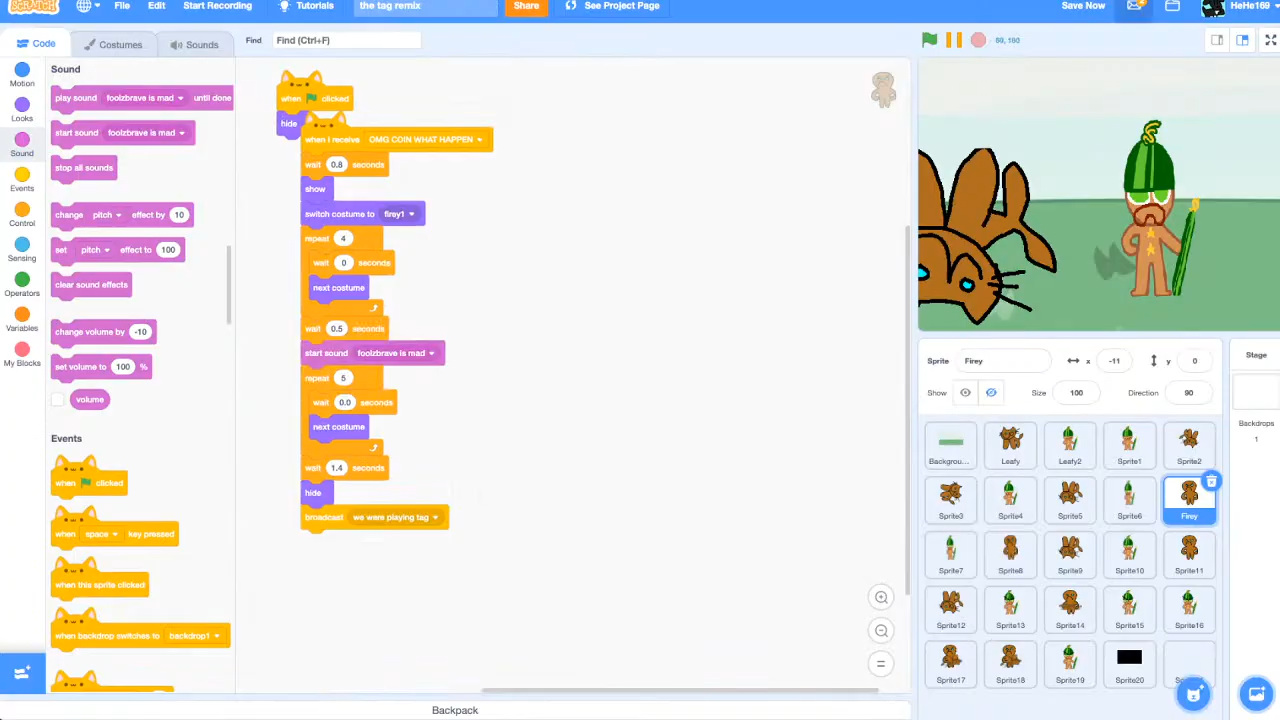 SCRATCH File Edit Start Recording Tutorials the tag remix Share See Project Page Save Now HeHe169
Code Costumes Sounds Find Find (Ctrl+F) 89, 180
Motion
Looks
Sound
Events
Control
Sensing
Operators
Variables
My Blocks
Sound
play sound foolzbrave is mad until done
start sound foolzbrave is mad
stop all sounds
change pitch effect by 10
set pitch effect to 100
clear sound effects
change volume by -10
set volume to 100 %
volume
Events
when clicked
when space key pressed
when this sprite clicked
when backdrop switches to backdrop1
when clicked
hide
when I receive OMG COIN WHAT HAPPEN
wait 0.8 seconds
show
switch costume to firey1
repeat 4
wait 0 seconds
next costume
wait 0.5 seconds
start sound foolzbrave is mad
repeat 5
wait 0.0 seconds
next costume
wait 1.4 seconds
hide
broadcast we were playing tag
Sprite Firey x -11 y 0
Show Size 100 Direction 90
Stage
Backdrops
1
Backgrou... Leafy Leafy2 Sprite1 Sprite2
Sprite3 Sprite4 Sprite5 Sprite6 Firey
Sprite7 Sprite8 Sprite9 Sprite10 Sprite11
Sprite12 Sprite13 Sprite14 Sprite15 Sprite16
Sprite17 Sprite18 Sprite19 Sprite20
Backpack